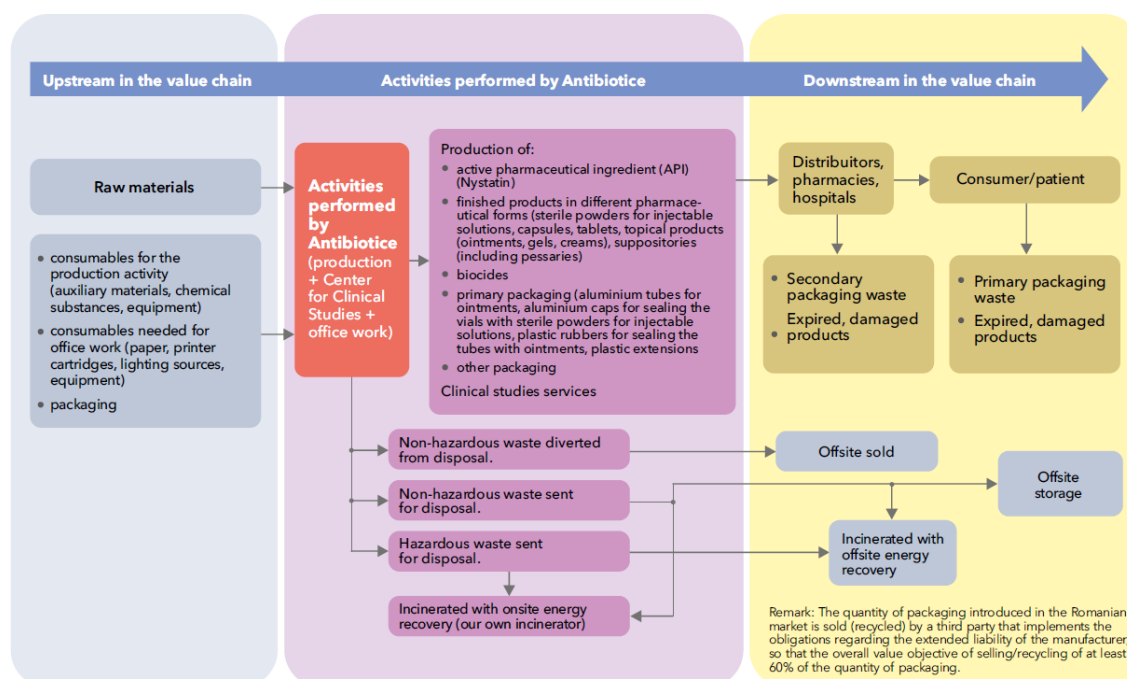 Upstream in the value chain
Activities performed by Antibiotice
Downstream in the value chain
Raw materials
• consumables for the
production activity
(auxiliary materials, chemical
substances, equipment)
• consumables needed for
office work (paper, printer
cartridges, lighting sources,
equipment)
• packaging
Activities
performed
by
Antibiotice
(production
+ Center
for Clinical
Studies +
office work)
Production of:
• active pharmaceutical ingredient (API)
(Nystatin)
• finished products in different pharmace-
utical forms (sterile powders for injectable
solutions, capsules, tablets, topical products
(ointments, gels, creams), suppositories
(including pessaries)
• biocides
• primary packaging (aluminium tubes for
ointments, aluminium caps for sealing the
vials with sterile powders for injectable
solutions, plastic rubbers for sealing the
tubes with ointments, plastic extensions
• other packaging
Clinical studies services
Distribuitors,
pharmacies,
hospitals
Consumer/patient
• Secondary
packaging waste
Expired, damaged
• products
• Primary packaging
waste
• Expired, damaged
products
Non-hazardous waste diverted
from disposal.
Offsite sold
Non-hazardous waste sent
for disposal.
Offsite
storage
Hazardous waste sent
for disposal.
Incinerated with
offsite energy
recovery
Incinerated with onsite energy
recovery (our own incinerator)
Remark: The quantity of packaging introduced in the Romanian
market is sold (recycled) by a third party that implements the
obligations regarding the extended liability of the manufacturer,
so that the overall value objective of selling/recycling of at least
60% of the quantity of packaging.